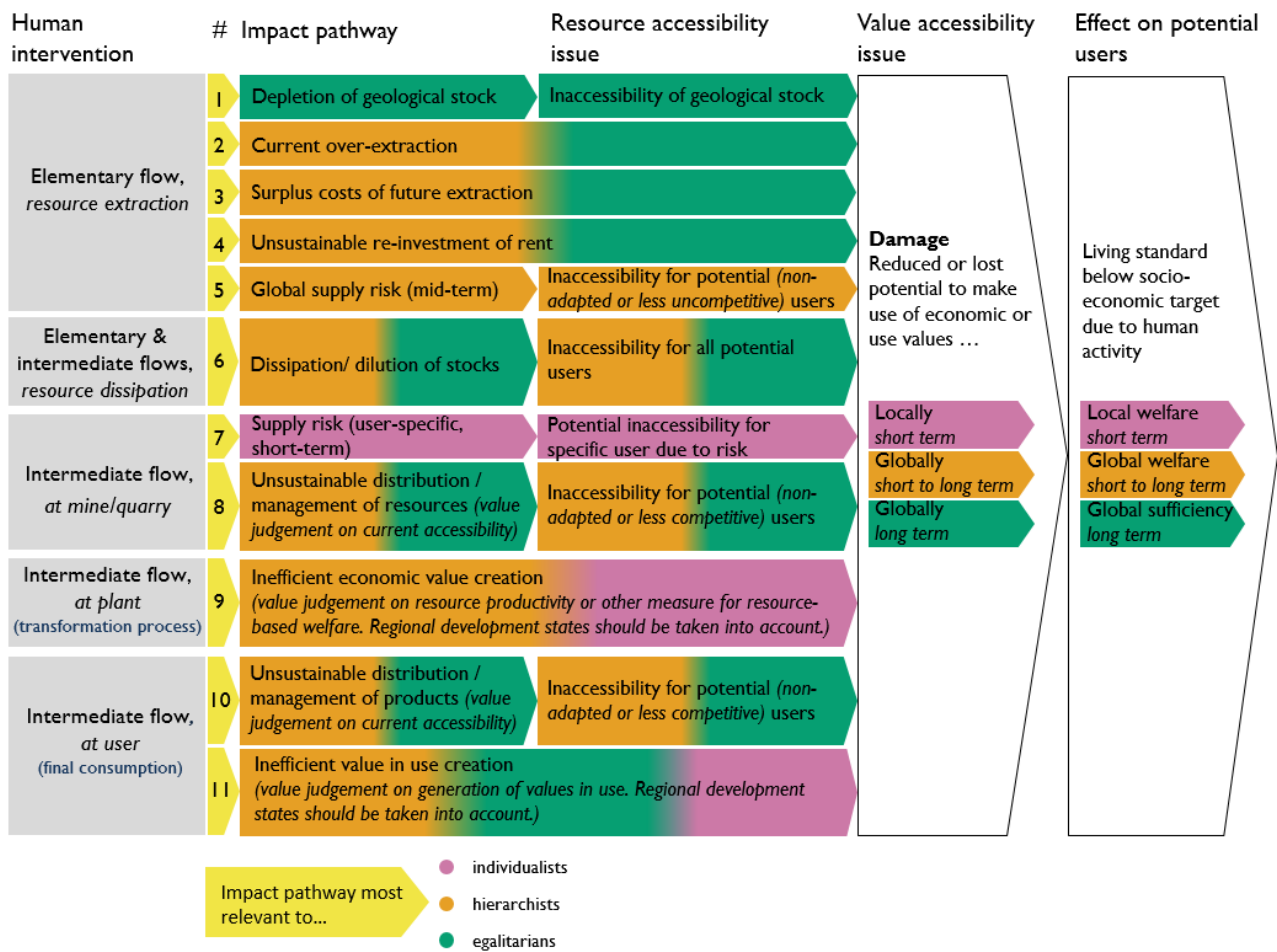 Human
intervention
# Impact pathway
Resource accessibility
issue
Value accessibility
issue
Effect on potential
users
Elementary flow,
resource extraction
1
Depletion of geological stock
Inaccessibility of geological stock
2
Current over-extraction
3
Surplus costs of future extraction
4
Unsustainable re-investment of rent
5
Global supply risk (mid-term)
Inaccessibility for potential (non-
adapted or less uncompetitive) users
Elementary &
intermediate flows,
resource dissipation
6
Dissipation/ dilution of stocks
Inaccessibility for all potential
users
Intermediate flow,
at mine/quarry
7
Supply risk (user-specific,
short-term)
Potential inaccessibility for
specific user due to risk
8
Unsustainable distribution /
management of resources (value
judgement on current accessibility)
Inaccessibility for potential (non-
adapted or less competitive) users
Intermediate flow,
at plant
(transformation process)
9
Inefficient economic value creation
(value judgement on resource productivity or other measure for resource-
based welfare. Regional development states should be taken into account.)
Intermediate flow,
at user
(final consumption)
10
Unsustainable distribution /
management of products (value
judgement on current accessibility)
Inaccessibility for potential (non-
adapted or less competitive) users
11
Inefficient value in use creation
(value judgement on generation of values in use. Regional development
states should be taken into account.)
Damage
Reduced or lost
potential to make
use of economic or
use values …
Locally
short term
Globally
short to long term
Globally
long term
Living standard
below socio-
economic target
due to human
activity
Local welfare
short term
Global welfare
short to long term
Global sufficiency
long term
Impact pathway most
relevant to...
individualists
hierarchists
egalitarians